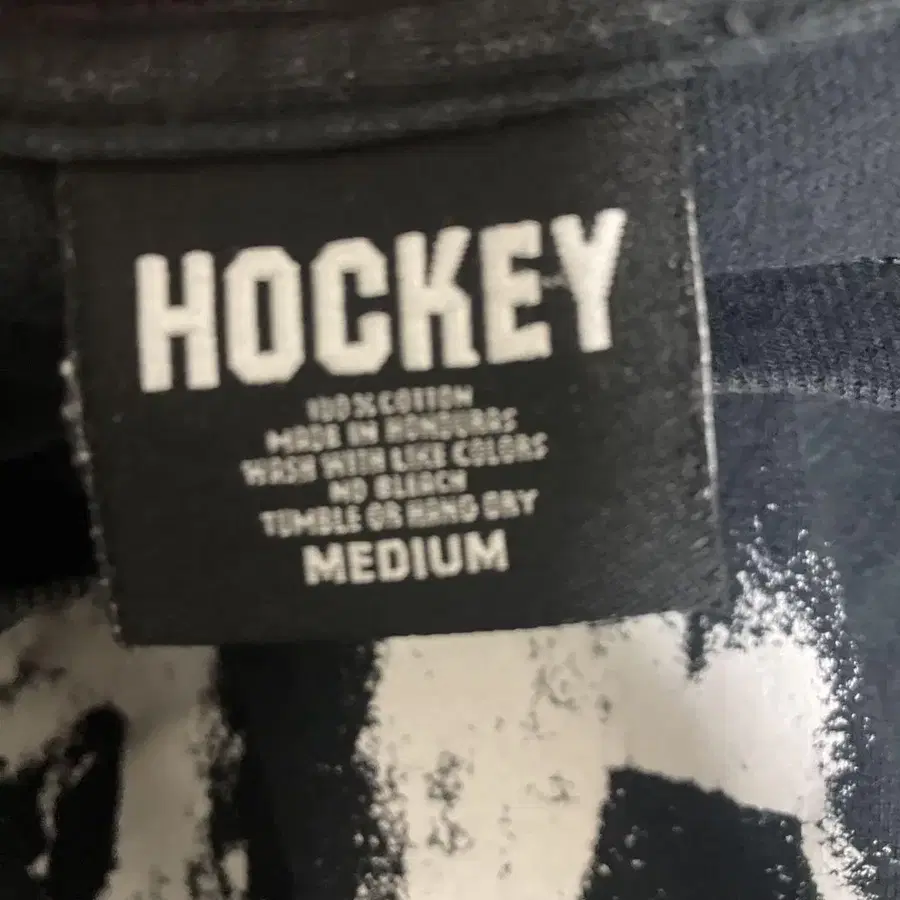 HOCKEY
100% COTTON
MADE IN HONDURAS
WASH WITH LIKE COLORS
NO BLEACH
TUMBLE OR HANG DRY
MEDIUM